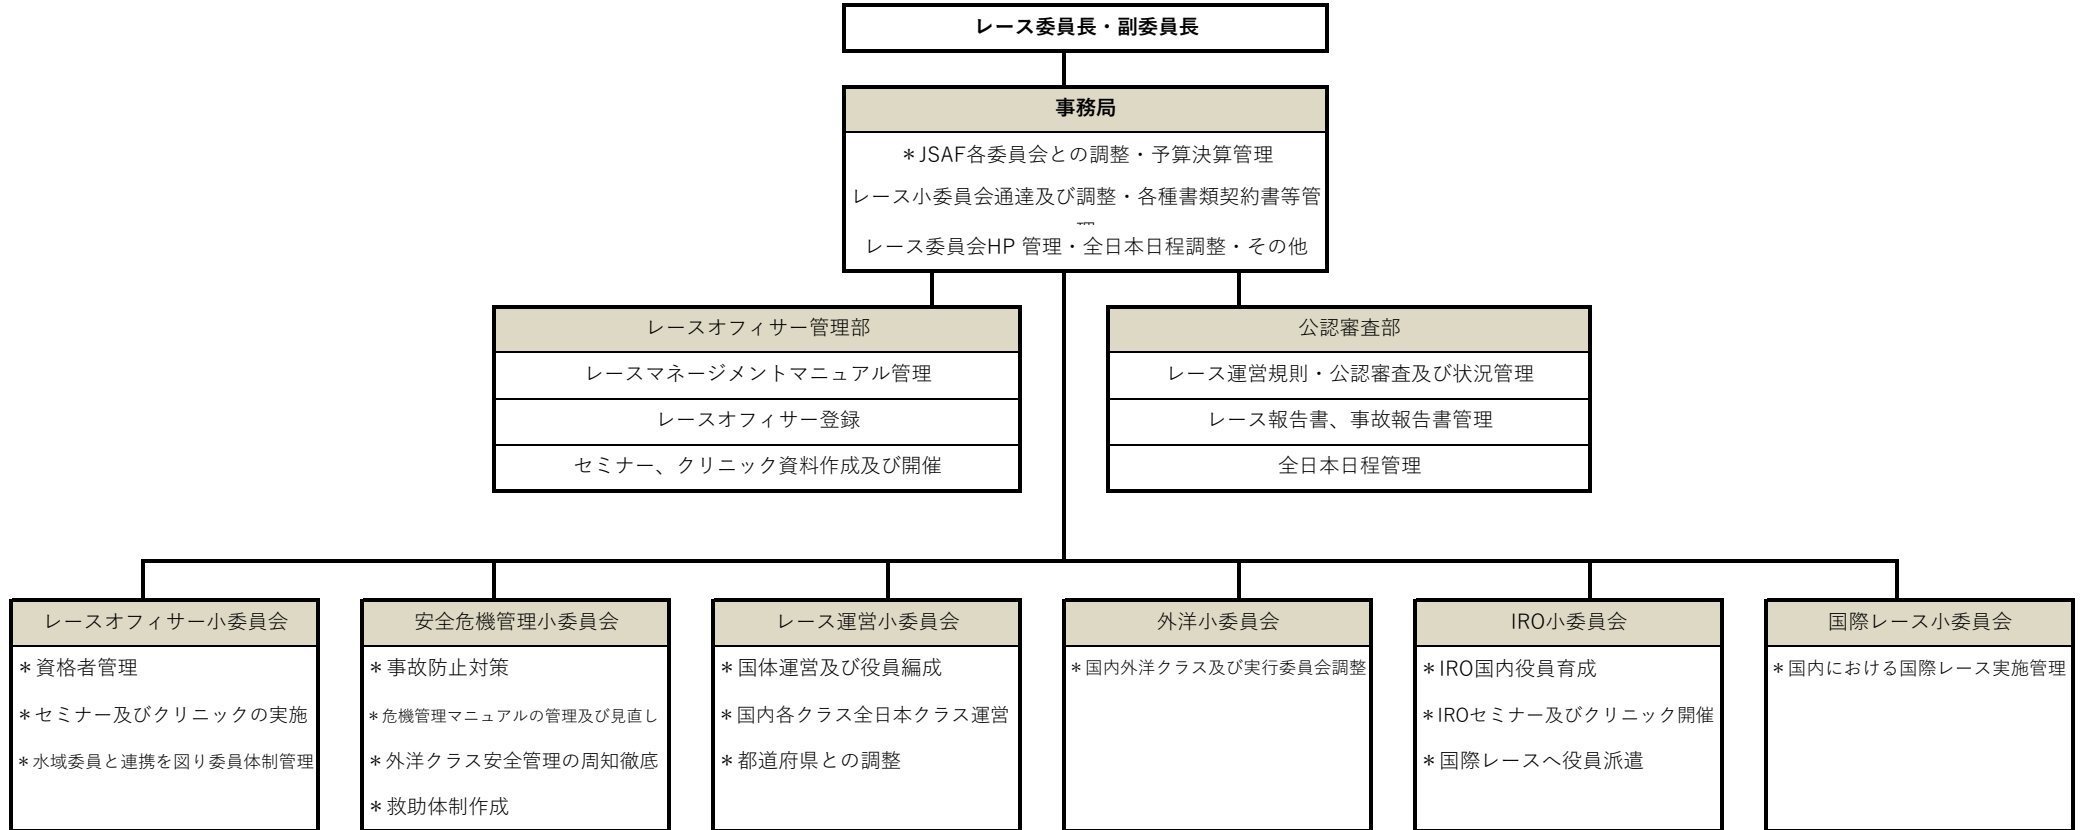 レース委員長・副委員長
事務局
＊JSAF各委員会との調整・予算決算管理
レース小委員会通達及び調整・各種書類契約書等管
レース委員会HP 管理・全日本日程調整・その他
レースオフィサー管理部
レースマネージメントマニュアル管理
レースオフィサー登録
セミナー、クリニック資料作成及び開催
公認審査部
レース運営規則・公認審査及び状況管理
レース報告書、事故報告書管理
全日本日程管理
レースオフィサー小委員会
＊資格者管理
＊セミナー及びクリニックの実施
＊水域委員と連携を図り委員体制管理
安全危機管理小委員会
＊事故防止対策
＊危機管理マニュアルの管理及び見直し
＊外洋クラス安全管理の周知徹底
＊救助体制作成
レース運営小委員会
＊国体運営及び役員編成
＊国内各クラス全日本クラス運営
＊都道府県との調整
外洋小委員会
＊国内外洋クラス及び実行委員会調整
IRO小委員会
＊IRO国内役員育成
＊IROセミナー及びクリニック開催
＊国際レースへ役員派遣
国際レース小委員会
＊国内における国際レース実施管理